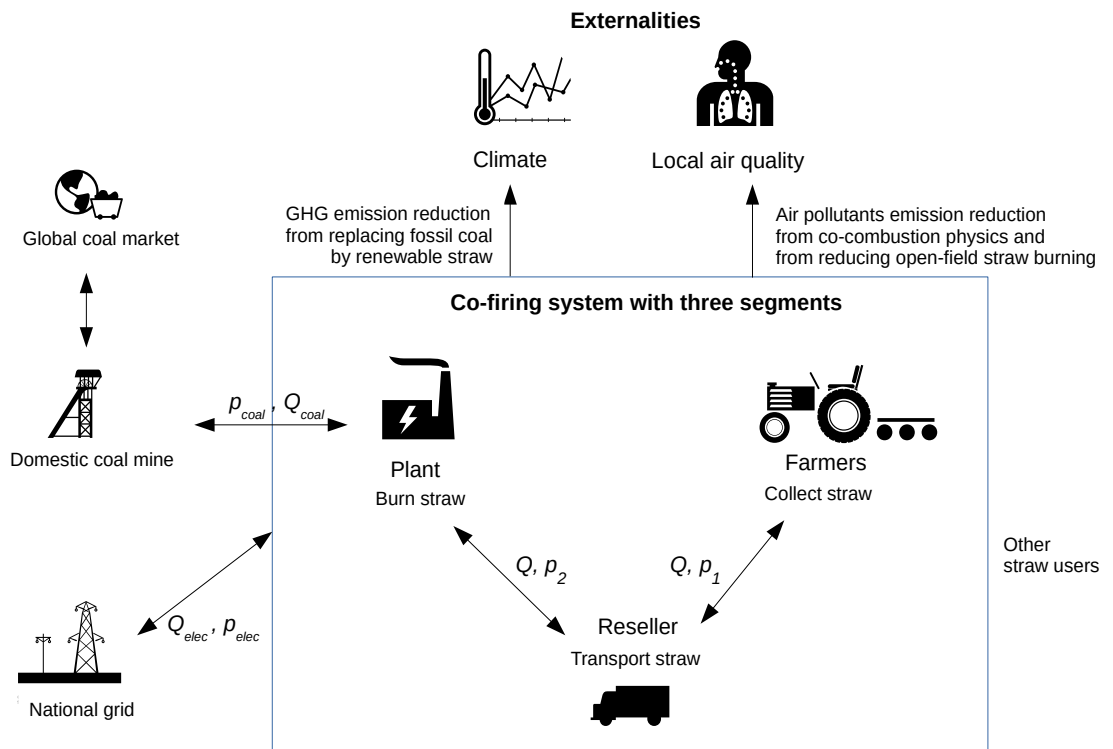 Externalities
Climate
Local air quality
GHG emission reduction
from replacing fossil coal
by renewable straw
Air pollutants emission reduction
from co-combustion physics and
from reducing open-field straw burning
Global coal market
Co-firing system with three segments
p_coal , Q_coal
Domestic coal mine
Plant
Burn straw
Farmers
Collect straw
Other
straw users
Q, p_2
Q, p_1
Q_elec , p_elec
Reseller
Transport straw
National grid